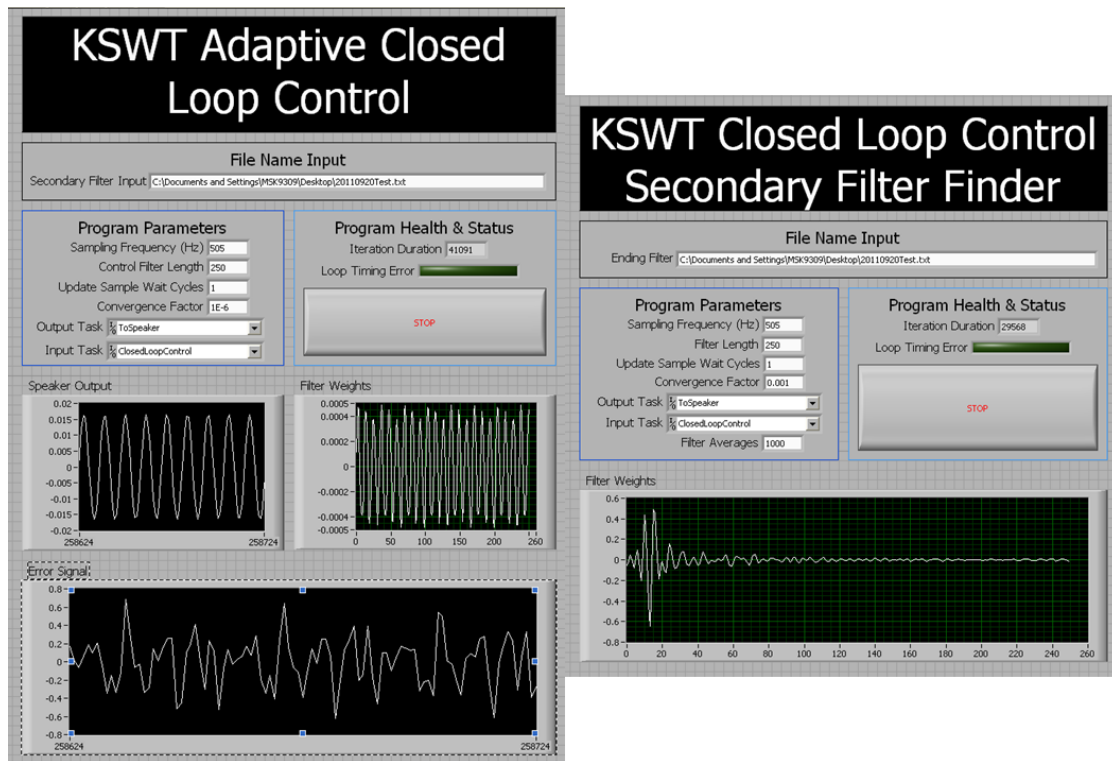 KSWT Adaptive Closed
Loop Control
File Name Input
Secondary Filter Input C:\Documents and Settings\MSK9309\Desktop\20110920Test.txt
Program Parameters
Sampling Frequency (Hz) 505
Control Filter Length 250
Update Sample Wait Cycles 1
Convergence Factor 1E-6
Output Task ToSpeaker
Input Task ClosedLoopControl
Program Health & Status
Iteration Duration 41091
Loop Timing Error
STOP
Speaker Output
0.02
0.015
0.01
0.005
0
-0.005
-0.01
-0.015
-0.02
258624 258724
Filter Weights
0.0005
0.0004
0.0002
0
-0.0002
-0.0004
-0.0005
0 50 100 150 200 260
Error Signal
0.8
0.6
0.4
0.2
0
-0.2
-0.4
-0.6
-0.8
258624 258724
KSWT Closed Loop Control
Secondary Filter Finder
File Name Input
Ending Filter C:\Documents and Settings\MSK9309\Desktop\20110920Test.txt
Program Parameters
Sampling Frequency (Hz) 505
Filter Length 250
Update Sample Wait Cycles 1
Convergence Factor 0.001
Output Task ToSpeaker
Input Task ClosedLoopControl
Filter Averages 1000
Program Health & Status
Iteration Duration 29568
Loop Timing Error
STOP
Filter Weights
0.6
0.4
0.2
0
-0.2
-0.4
-0.6
-0.8
0 20 40 60 80 100 120 140 160 180 200 220 240 260